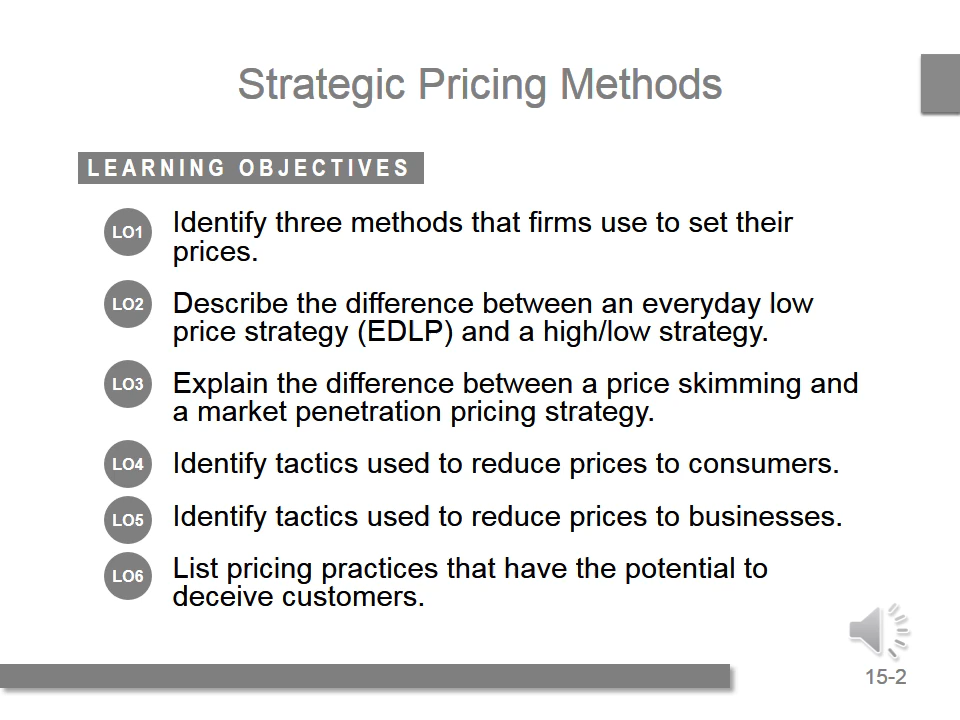 Strategic Pricing Methods
LEARNING OBJECTIVES
LO1 Identify three methods that firms use to set their
prices.
LO2 Describe the difference between an everyday low
price strategy (EDLP) and a high/low strategy.
LO3 Explain the difference between a price skimming and
a market penetration pricing strategy.
LO4 Identify tactics used to reduce prices to consumers.
LO5 Identify tactics used to reduce prices to businesses.
LO6 List pricing practices that have the potential to
deceive customers.
15-2